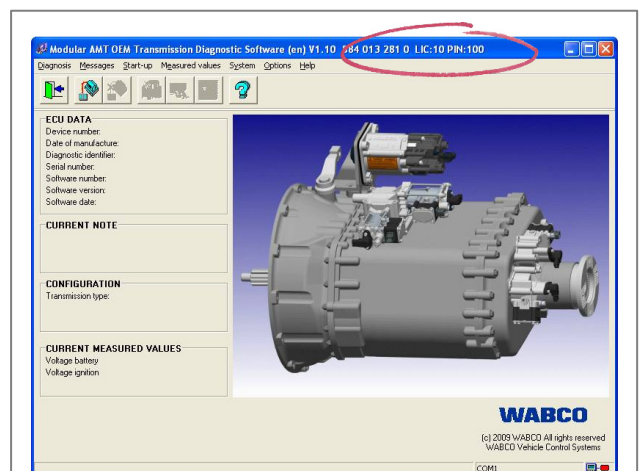 Modular AMT OEM Transmission Diagnostic Software (en) V1.10 884 013 281 0 LIC:10 PIN:100
Diagnosis Messages Start-up Measured values System Options Help
ECU DATA
Device number:
Date of manufacture:
Diagnostic identifier:
Serial number:
Software number:
Software version:
Software date:
CURRENT NOTE
CONFIGURATION
Transmission type:
CURRENT MEASURED VALUES
Voltage battery
Voltage ignition
WABCO
(c) 2009 WABCO All rights reserved
WABCO Vehicle Control Systems
COM1